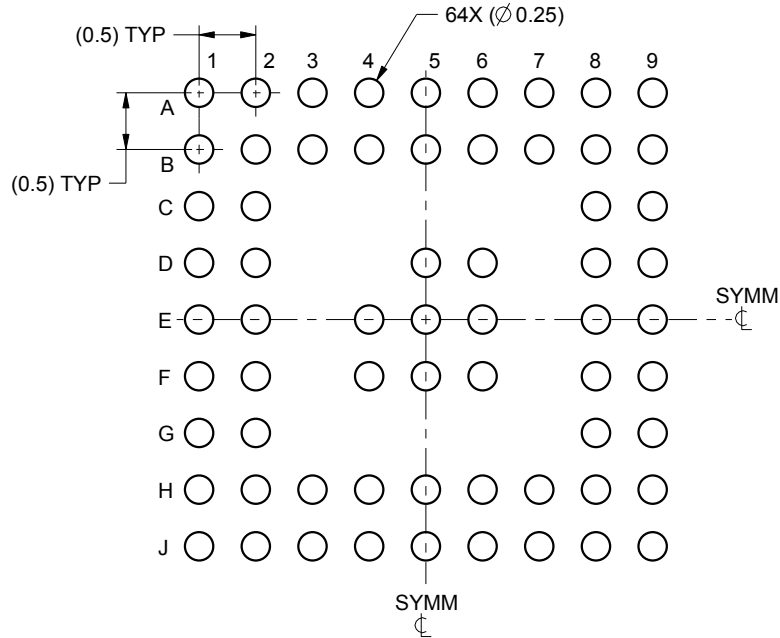 64X (∅ 0.25)
(0.5) TYP
1 2 3 4 5 6 7 8 9
A
B
(0.5) TYP
C
D
E
SYMM
℄
F
G
H
J
SYMM
℄